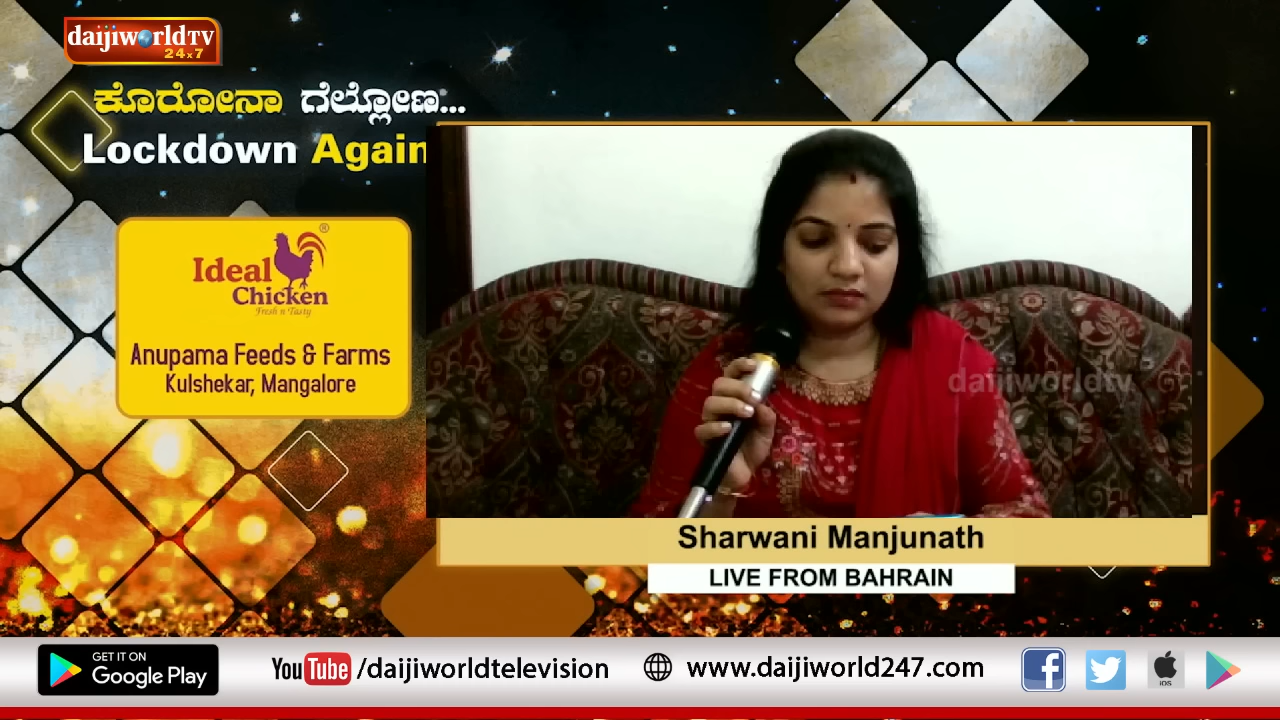 daijiworldTV
24x7
ಕೊರೋನಾ ಗೆಲ್ಲೋಣ...
Lockdown Again
Ideal
Chicken
®
Fresh n Tasty
Anupama Feeds & Farms
Kulshekar, Mangalore
daijiworldtv
Sharwani Manjunath
LIVE FROM BAHRAIN
GET IT ON
Google Play
YouTube/daijiworldtelevision
www.daijiworld247.com
iOS